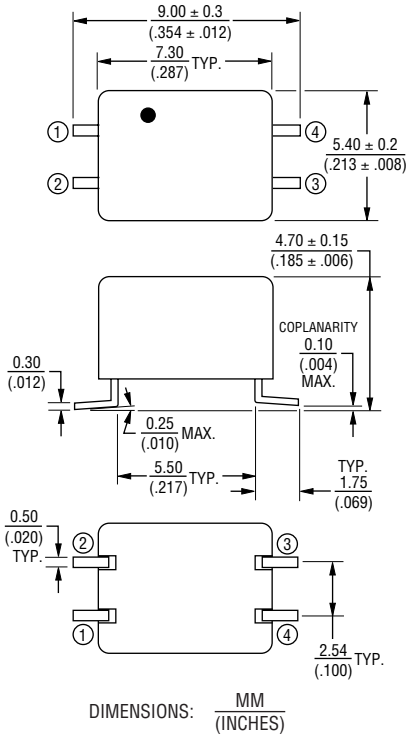 9.00 ± 0.3
(.354 ± .012)
7.30
(.287)
TYP.
1
4
2
3
5.40 ± 0.2
(.213 ± .008)
4.70 ± 0.15
(.185 ± .006)
COPLANARITY
0.10
(.004)
MAX.
0.30
(.012)
0.25
(.010)
MAX.
5.50
(.217)
TYP.
TYP.
1.75
(.069)
0.50
(.020)
TYP.
2
3
1
4
2.54
(.100)
TYP.
DIMENSIONS:
MM
(INCHES)